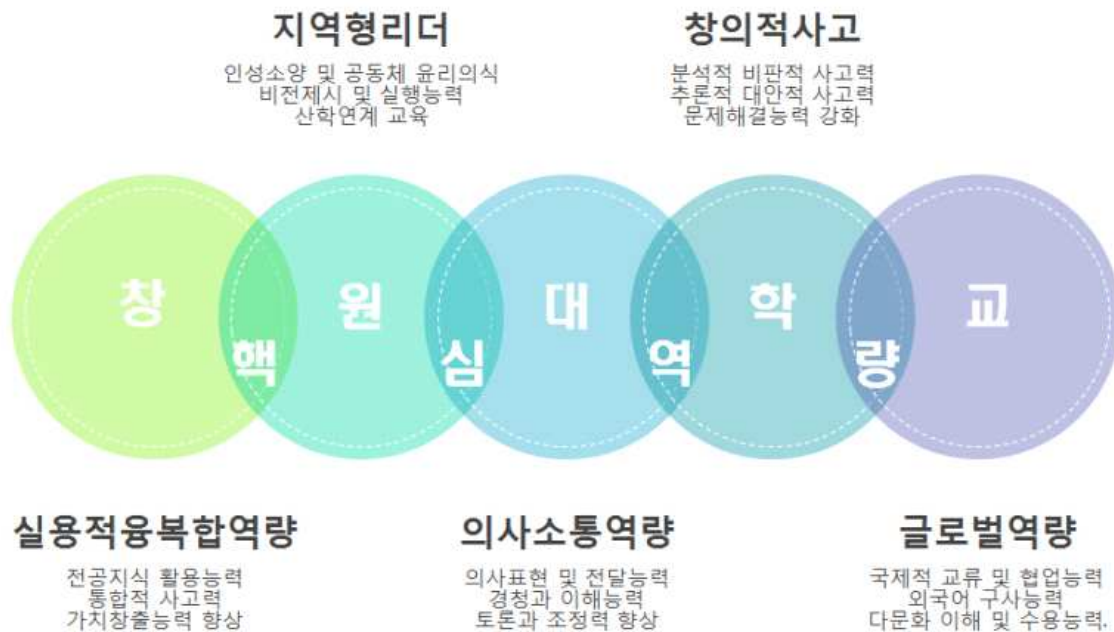 지역형리더
인성소양 및 공동체 윤리의식
비전제시 및 실행능력
산학연계 교육
창의적사고
분석적 비판적 사고력
추론적 대안적 사고력
문제해결능력 강화
창 원 대 학 교
핵 심 역 량
실용적융복합역량
전공지식 활용능력
통합적 사고력
가치창출능력 향상
의사소통역량
의사표현 및 전달능력
경청과 이해능력
토론과 조정력 향상
글로벌역량
국제적 교류 및 협업능력
외국어 구사능력
다문화 이해 및 수용능력.